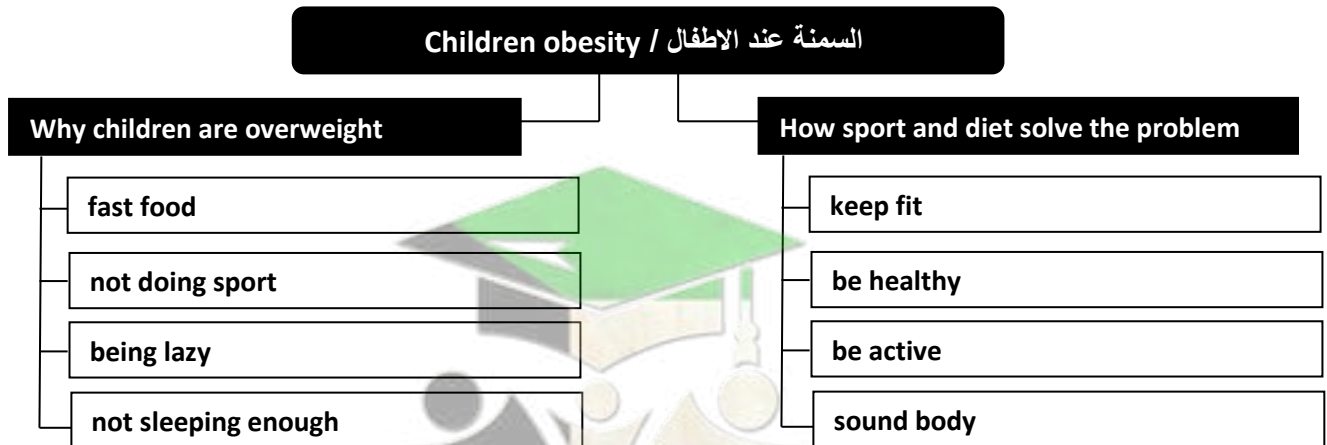 Children obesity / السمنة عند الاطفال
Why children are overweight
fast food
not doing sport
being lazy
not sleeping enough
How sport and diet solve the problem
keep fit
be healthy
be active
sound body